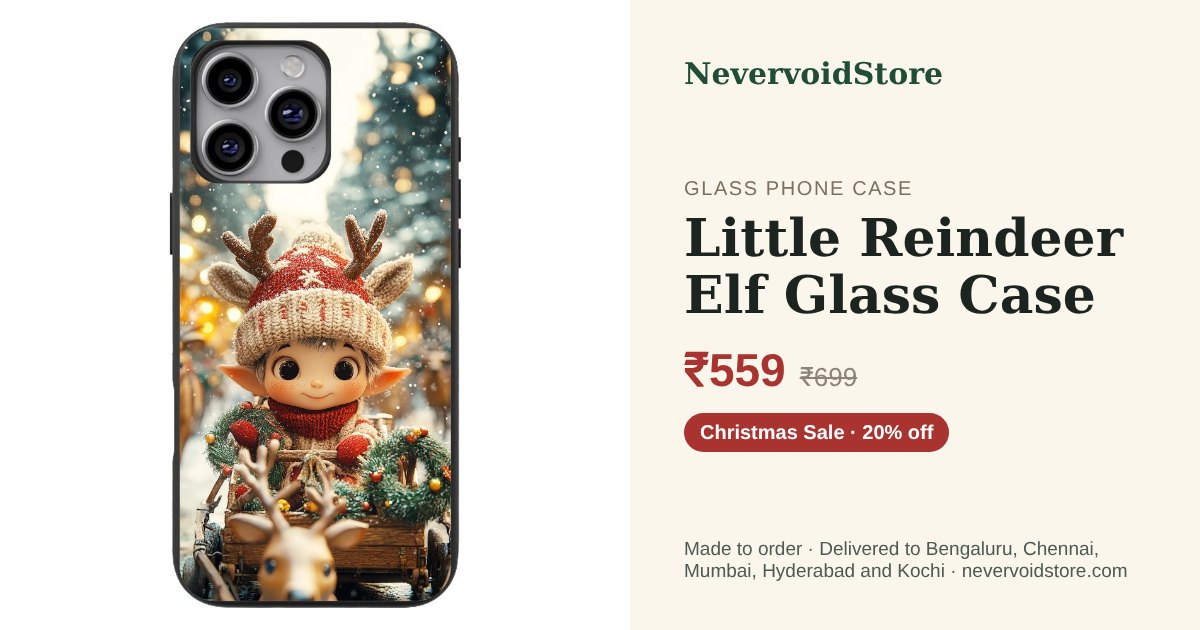 NevervoidStore
GLASS PHONE CASE
Little Reindeer
Elf Glass Case
₹559 ₹699
Christmas Sale · 20% off
Made to order · Delivered to Bengaluru, Chennai,
Mumbai, Hyderabad and Kochi · nevervoidstore.com